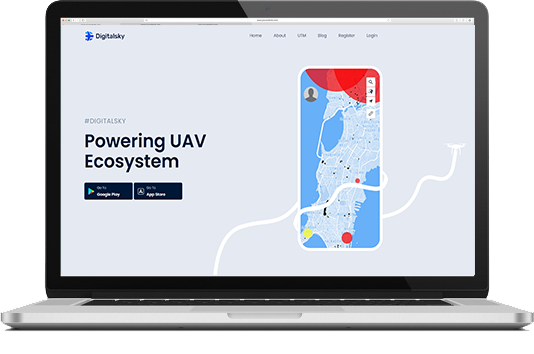 Digitalsky
Home About UTM Blog Register Login
#DIGITALSKY
Powering UAV
Ecosystem
Go To
Google Play
Go To
App Store